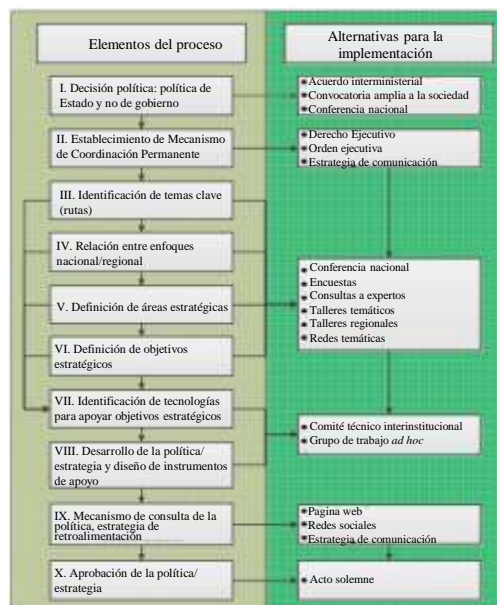 Elementos del proceso
Alternativas para la
implementación
I. Decisión política: política de
Estado y no de gobierno
Acuerdo interministerial
Convocatoria amplia a la sociedad
Conferencia nacional
II. Establecimiento de Mecanismo
de Coordinación Permanente
Derecho Ejecutivo
Orden ejecutiva
Estrategia de comunicación
III. Identificación de temas clave
(rutas)
IV. Relación entre enfoques
nacional/regional
V. Definición de áreas estratégicas
VI. Definición de objetivos
estratégicos
Conferencia nacional
Encuestas
Consultas a expertos
Talleres temáticos
Talleres regionales
Redes temáticas
VII. Identificación de tecnologías
para apoyar objetivos estratégicos
VIII. Desarrollo de la política/
estrategia y diseño de instrumentos
de apoyo
Comité técnico interinstitucional
Grupo de trabajo ad hoc
IX. Mecanismo de consulta de la
política, estrategia de
retroalimentación
Pagina web
Redes sociales
Estrategia de comunicación
X. Aprobación de la política/
estrategia
Acto solemne